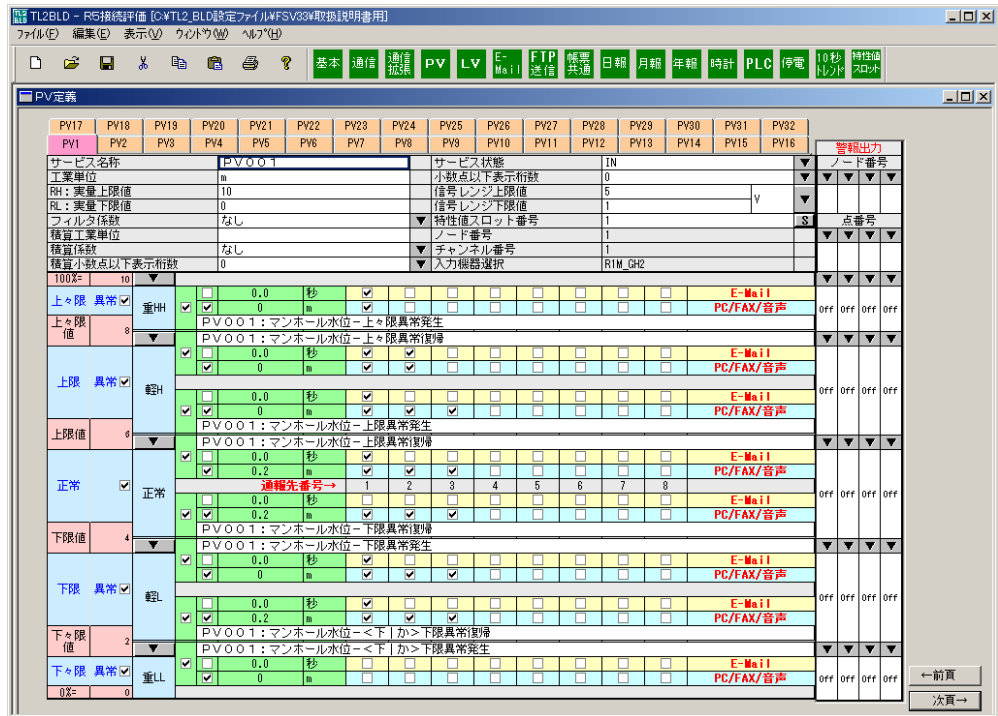 TL2BLD - R5接続評価 [C:¥TL2_BLD設定ファイル¥FSV33¥取扱説明書用]
ファイル(F) 編集(E) 表示(V) ウィンドウ(W) ヘルプ(H)
基本 通信 通信拡張 PV LV E-Mail FTP送信 帳票共通 日報 月報 年報 時計 PLC 停電 10秒トレンド 特性値スロット
PV定義
PV17 PV18 PV19 PV20 PV21 PV22 PV23 PV24 PV25 PV26 PV27 PV28 PV29 PV30 PV31 PV32
PV1 PV2 PV3 PV4 PV5 PV6 PV7 PV8 PV9 PV10 PV11 PV12 PV13 PV14 PV15 PV16
警報出力
サービス名称 PV001 サービス状態 IN ▼ ノード番号
工業単位 m 小数点以下表示桁数 0 ▼ ▼ ▼ ▼ ▼
RH：実量上限値 10 信号レンジ上限値 5 V ▼
RL：実量下限値 0 信号レンジ下限値 1
フィルタ係数 なし ▼ 特性値スロット番号 1 S 点番号
積算工業単位 ノード番号 1 ▼ ▼ ▼ ▼
積算係数 なし ▼ チャンネル番号 1
積算小数点以下表示桁数 0 ▼ 入力機器選択 R1M_GH2
100%= 10 ▼ ▼ ▼ ▼ ▼
上々限 異常 重HH 0.0 秒 E-Mail
0 m PC/FAX/音声 Off Off Off Off
上々限値 8 PV001：マンホール水位－上々限異常発生
▼ PV001：マンホール水位－上々限異常復帰 ▼ ▼ ▼ ▼
0.0 秒 E-Mail
0 m PC/FAX/音声
上限 異常 軽H Off Off Off Off
0.0 秒 E-Mail
0 m PC/FAX/音声
上限値 6 PV001：マンホール水位－上限異常発生
▼ PV001：マンホール水位－上限異常復帰 ▼ ▼ ▼ ▼
0.0 秒 E-Mail
0.2 m PC/FAX/音声
正常 正常 通報先番号→ 1 2 3 4 5 6 7 8 Off Off Off Off
0.0 秒 E-Mail
0.2 m PC/FAX/音声
下限値 4 PV001：マンホール水位－下限異常復帰
▼ PV001：マンホール水位－下限異常発生 ▼ ▼ ▼ ▼
0.0 秒 E-Mail
0 m PC/FAX/音声
下限 異常 軽L Off Off Off Off
0.0 秒 E-Mail
0.2 m PC/FAX/音声
下々限値 2 PV001：マンホール水位－<下｜か>下限異常復帰
▼ PV001：マンホール水位－<下｜か>下限異常発生 ▼ ▼ ▼ ▼
下々限 異常 重LL 0.0 秒 E-Mail
0 m PC/FAX/音声 Off Off Off Off
0%= 0
←前頁
次頁→